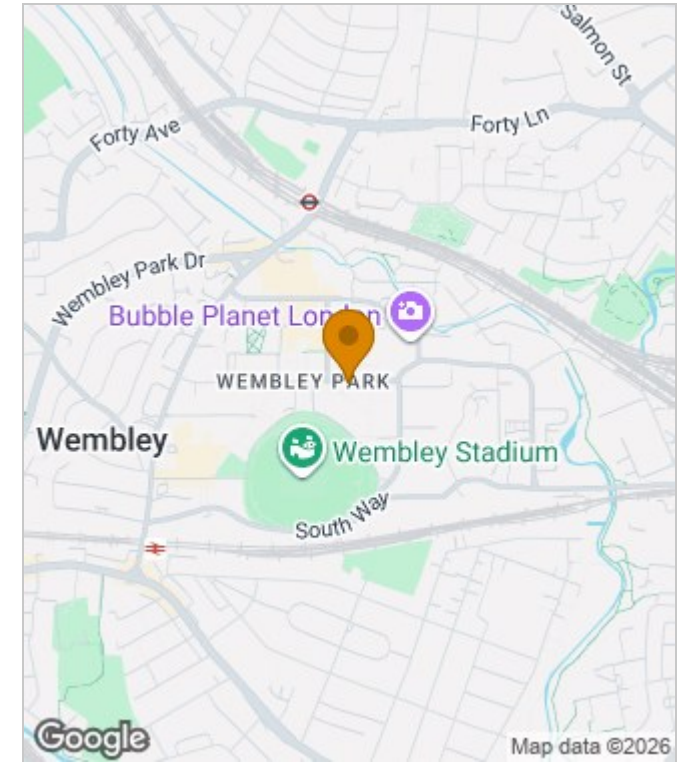 Salmon St
Forty Ave
Forty Ln
Wembley Park Dr
Bubble Planet London
WEMBLEY PARK
Wembley
Wembley Stadium
South Way
Google
Map data ©2026